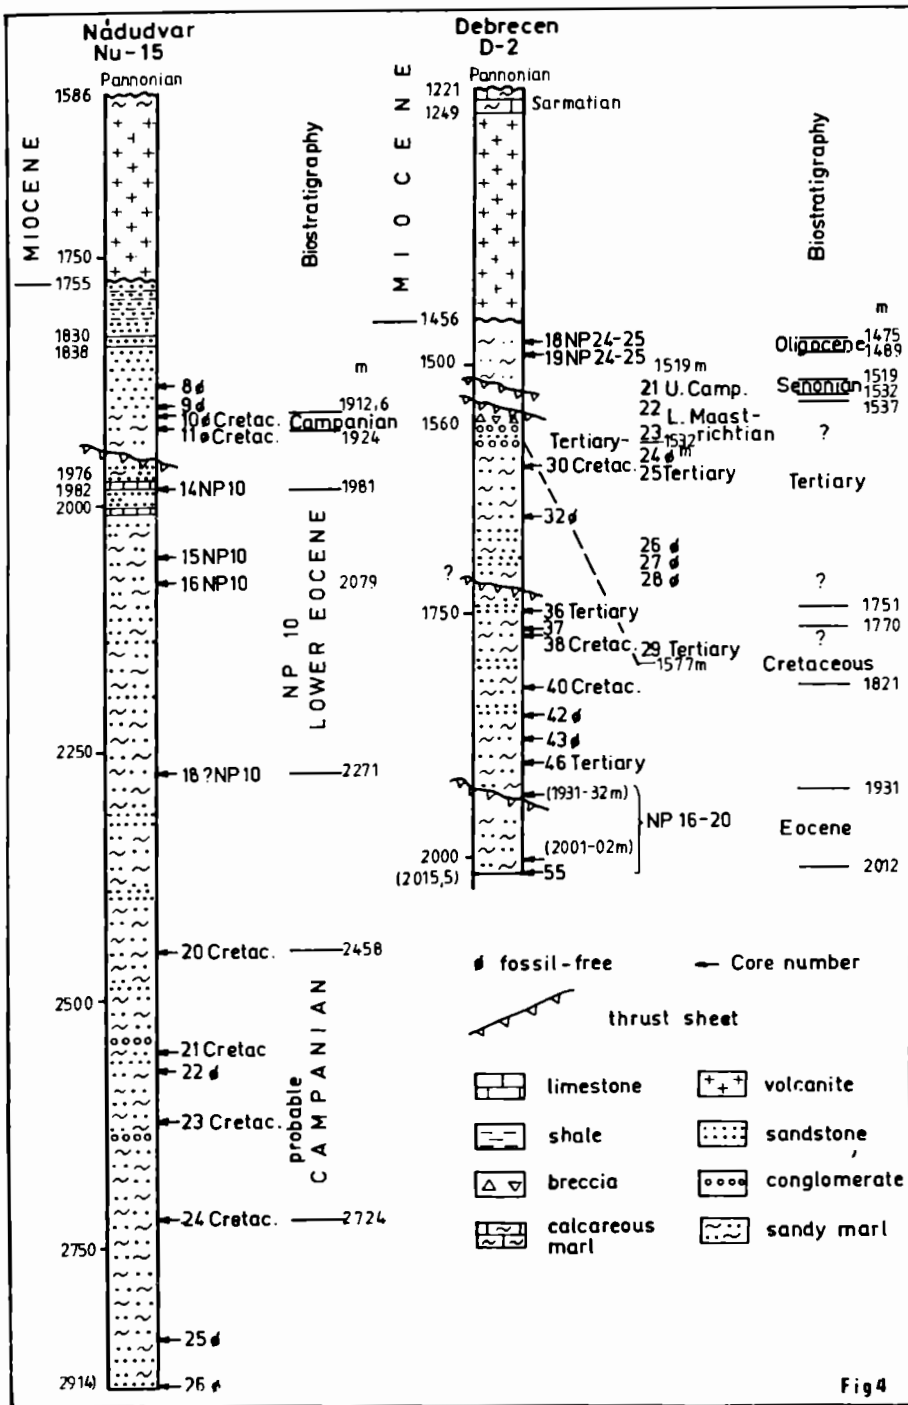 Nådudvar
Nu-15
Pannonian
1586
MIOCENE
1750
1755
1830
1838
Biostratigraphy
m
8 ø
9 ø
10 ø Cretac.
11 ø Cretac.
1912,6
Campanian
1924
1976
1982
14 NP10
1981
2000
15 NP10
16 NP10
2079
NP 10
LOWER EOCENE
2250
18 ?NP10
2271
20 Cretac.
2458
2500
21 Cretac
22 ø
23 Cretac.
probable
CAMPANIAN
24 Cretac.
2724
2750
25 ø
2914)
26 ø
Debrecen
D-2
Pannonian
MIOCENE
1221
1249
Sarmatian
Biostratigraphy
m
1456
18 NP24-25
19 NP24-25
1500
1519 m
Oligocene
1475
1489
21 U. Camp.
Senonian
1519
1532
1537
22 L. Maast-
richtian
1560
Tertiary-
23
1532 m
?
24 ø
30 Cretac.
25 Tertiary
Tertiary
32 ø
26 ø
27 ø
28 ø
?
?
1750
36 Tertiary
1751
37
1770
?
38 Cretac.
29 Tertiary
1577m
Cretaceous
40 Cretac.
1821
42 ø
43 ø
46 Tertiary
(1931-32m)
1931
NP 16-20
Eocene
(2001-02m)
2000
(2015,5)
55
2012
ø fossil-free
Core number
thrust sheet
limestone
volcanite
shale
sandstone
breccia
conglomerate
calcareous
marl
sandy marl
Fig 4